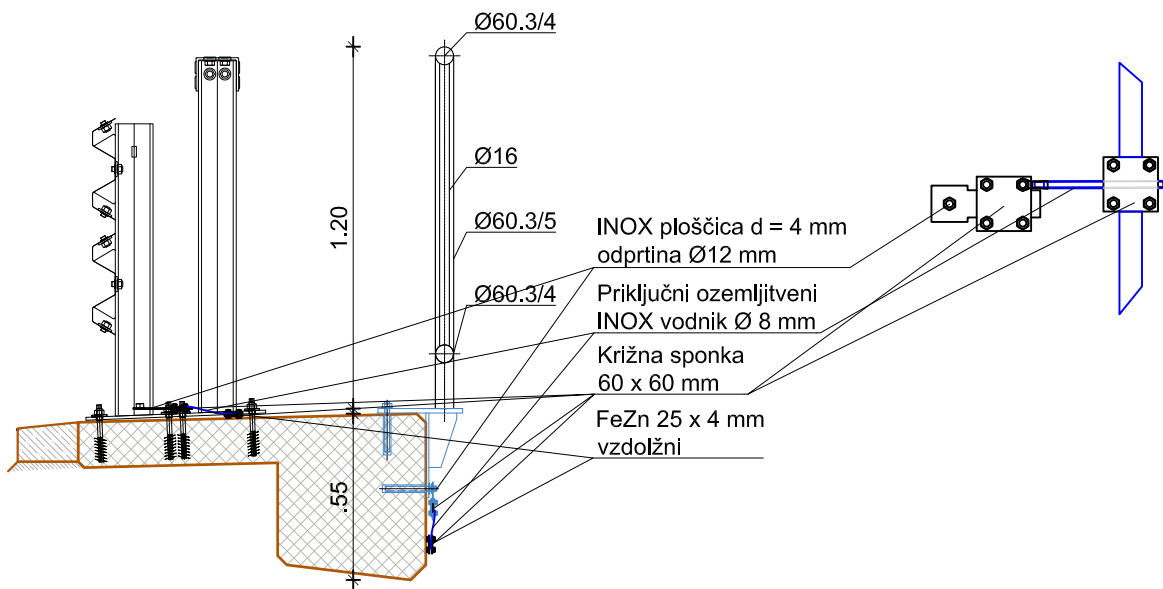 Ø60.3/4
Ø16
1.20
Ø60.3/5
Ø60.3/4
INOX ploščica d = 4 mm
odprtina Ø12 mm
Priključni ozemljitveni
INOX vodnik Ø 8 mm
Križna sponka
60 x 60 mm
FeZn 25 x 4 mm
vzdolžni
.55